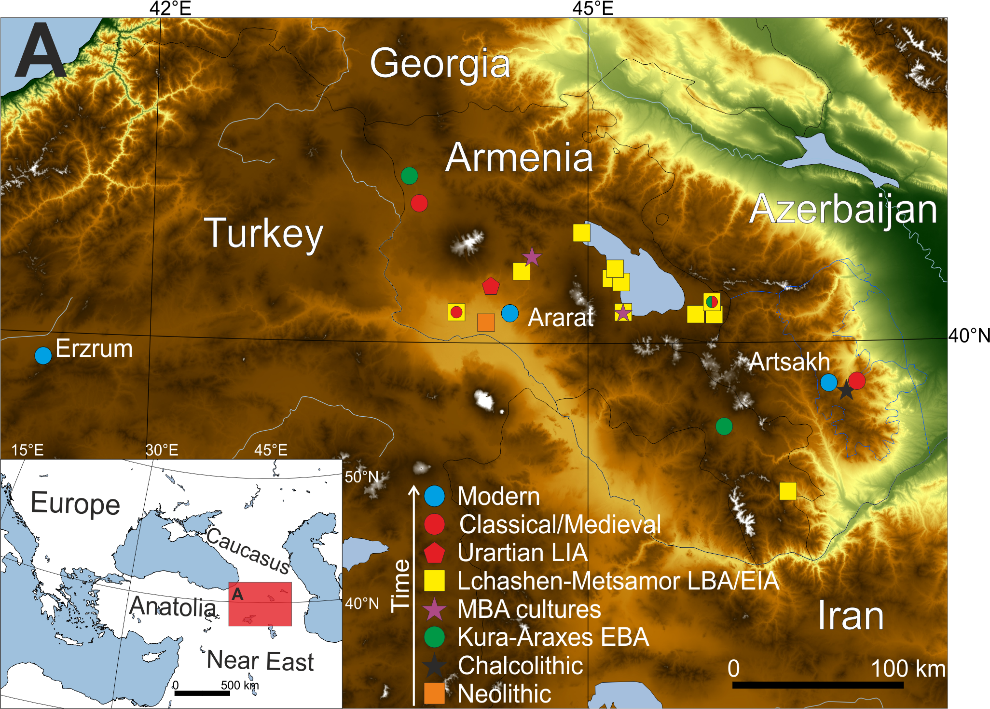 42°E
45°E
A
Georgia
Armenia
Azerbaijan
Turkey
Ararat
40°N
Erzrum
Artsakh
15°E
30°E
45°E
50°N
Europe
Caucasus
A
Anatolia
40°N
Near East
0
500 km
Time
Modern
Classical/Medieval
Urartian LIA
Lchashen-Metsamor LBA/EIA
MBA cultures
Kura-Araxes EBA
Chalcolithic
Neolithic
Iran
0
100 km